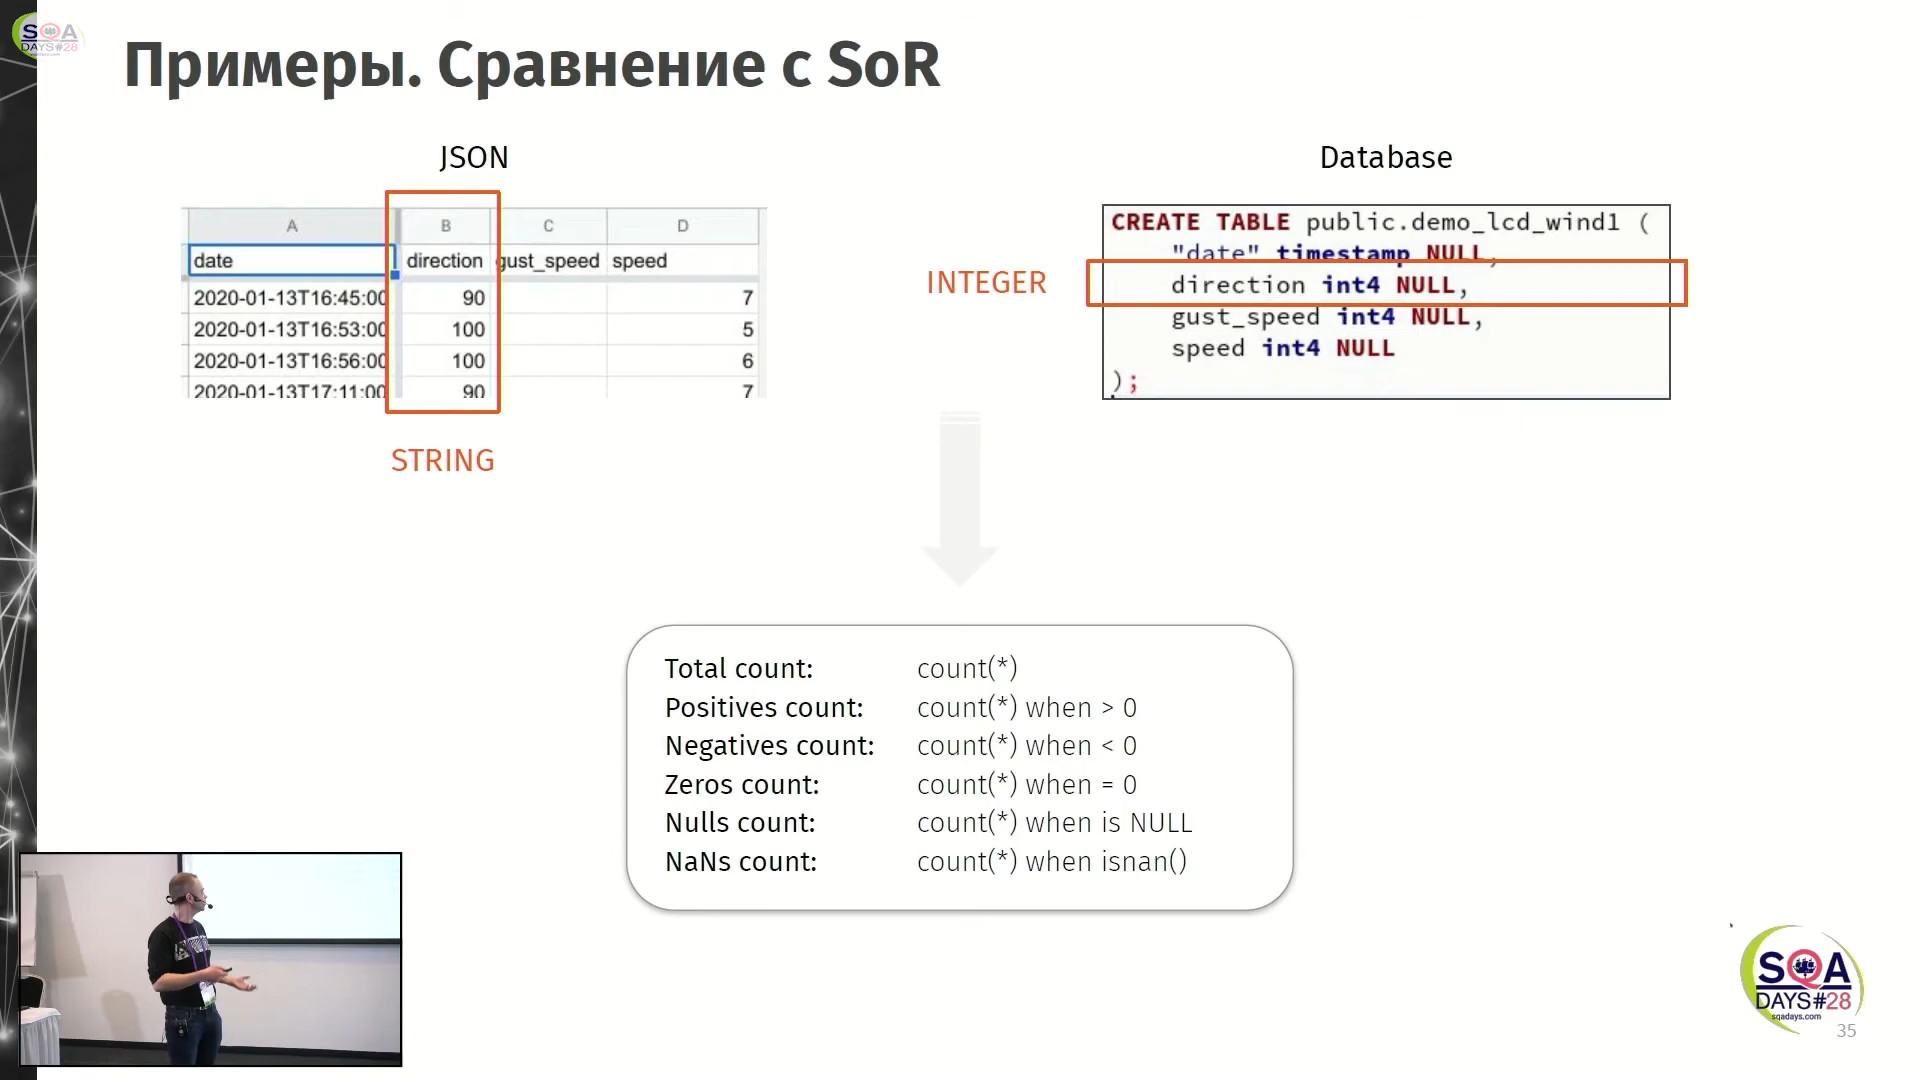 SQA
DAYS#28
Примеры. Сравнение с SoR
JSON
Database
A B C D
date direction gust_speed speed
2020-01-13T16:45:00 90 7
2020-01-13T16:53:00 100 5
2020-01-13T16:56:00 100 6
2020-01-13T17:11:00 90 7
STRING
INTEGER
CREATE TABLE public.demo_lcd_wind1 (
"date" timestamp NULL,
direction int4 NULL,
gust_speed int4 NULL,
speed int4 NULL
);
Total count: count(*)
Positives count: count(*) when > 0
Negatives count: count(*) when < 0
Zeros count: count(*) when = 0
Nulls count: count(*) when is NULL
NaNs count: count(*) when isnan()
SQA
DAYS#28
sqadays.com
35